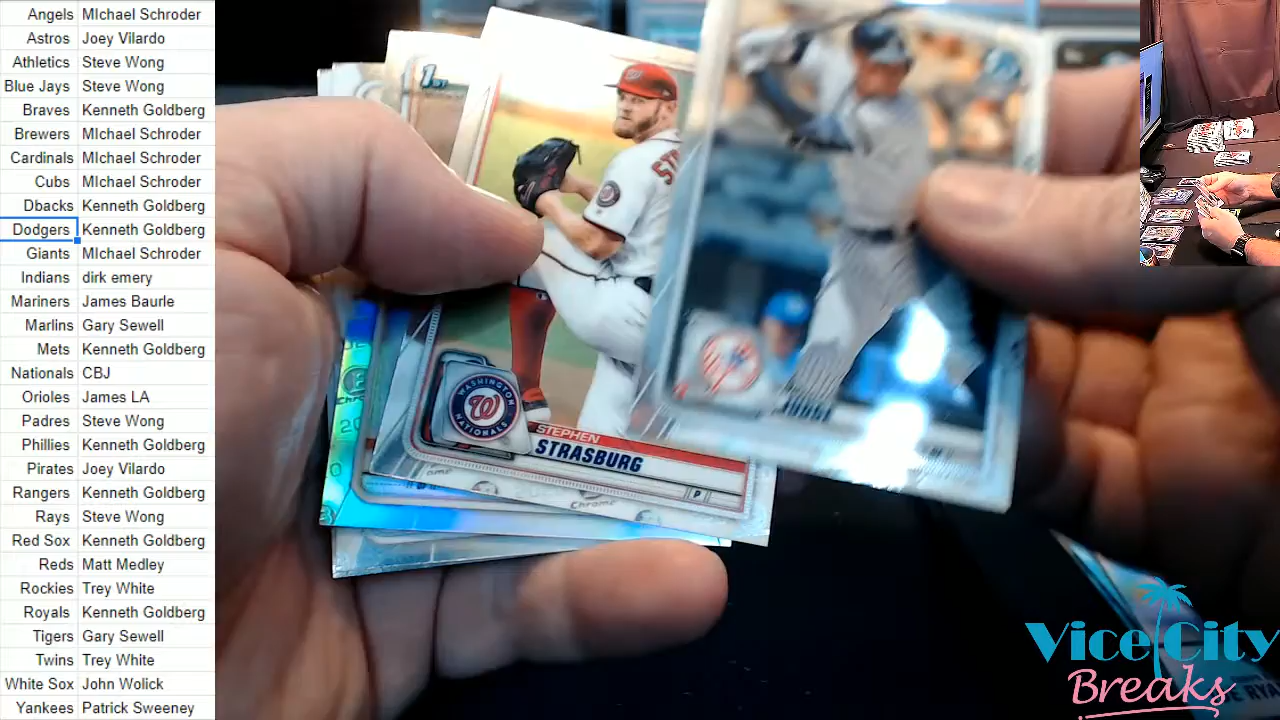 Angels MIchael Schroder
Astros Joey Vilardo
Athletics Steve Wong
Blue Jays Steve Wong
Braves Kenneth Goldberg
Brewers MIchael Schroder
Cardinals MIchael Schroder
Cubs MIchael Schroder
Dbacks Kenneth Goldberg
Dodgers Kenneth Goldberg
Giants MIchael Schroder
Indians dirk emery
Mariners James Baurle
Marlins Gary Sewell
Mets Kenneth Goldberg
Nationals CBJ
Orioles James LA
Padres Steve Wong
Phillies Kenneth Goldberg
Pirates Joey Vilardo
Rangers Kenneth Goldberg
Rays Steve Wong
Red Sox Kenneth Goldberg
Reds Matt Medley
Rockies Trey White
Royals Kenneth Goldberg
Tigers Gary Sewell
Twins Trey White
White Sox John Wolick
Yankees Patrick Sweeney
1st
W
WASHINGTON
W
NATIONALS
STEPHEN
STRASBURG
P
Chrome
Vice City
Breaks